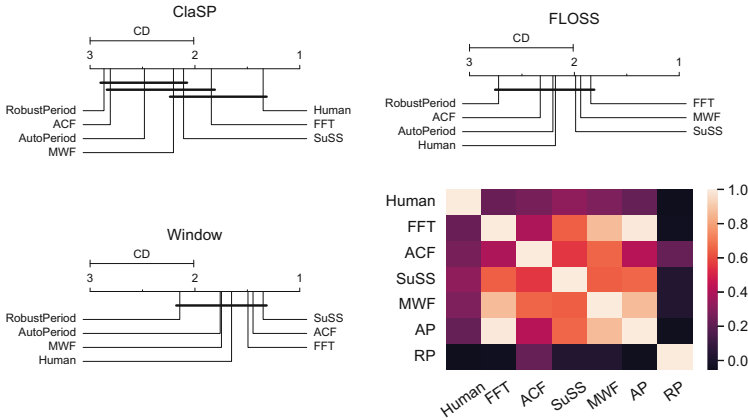 ClaSP
CD
3 2 1
RobustPeriod Human
ACF FFT
AutoPeriod SuSS
MWF
FLOSS
CD
3 2 1
RobustPeriod FFT
ACF MWF
AutoPeriod SuSS
Human
Window
CD
3 2 1
RobustPeriod SuSS
AutoPeriod ACF
MWF FFT
Human
Human
FFT
ACF
SuSS
MWF
AP
RP
Human FFT ACF SuSS MWF AP RP
1.0
0.8
0.6
0.4
0.2
0.0